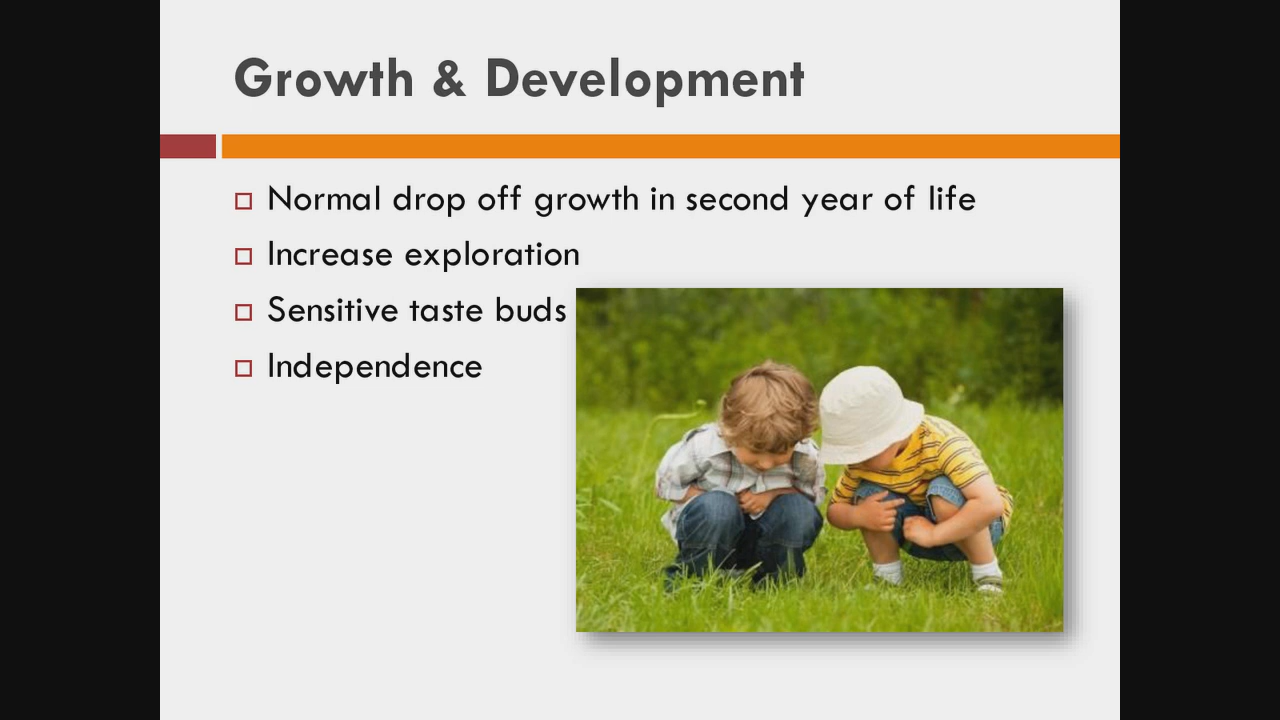 Growth & Development
Normal drop off growth in second year of life
Increase exploration
Sensitive taste buds
Independence